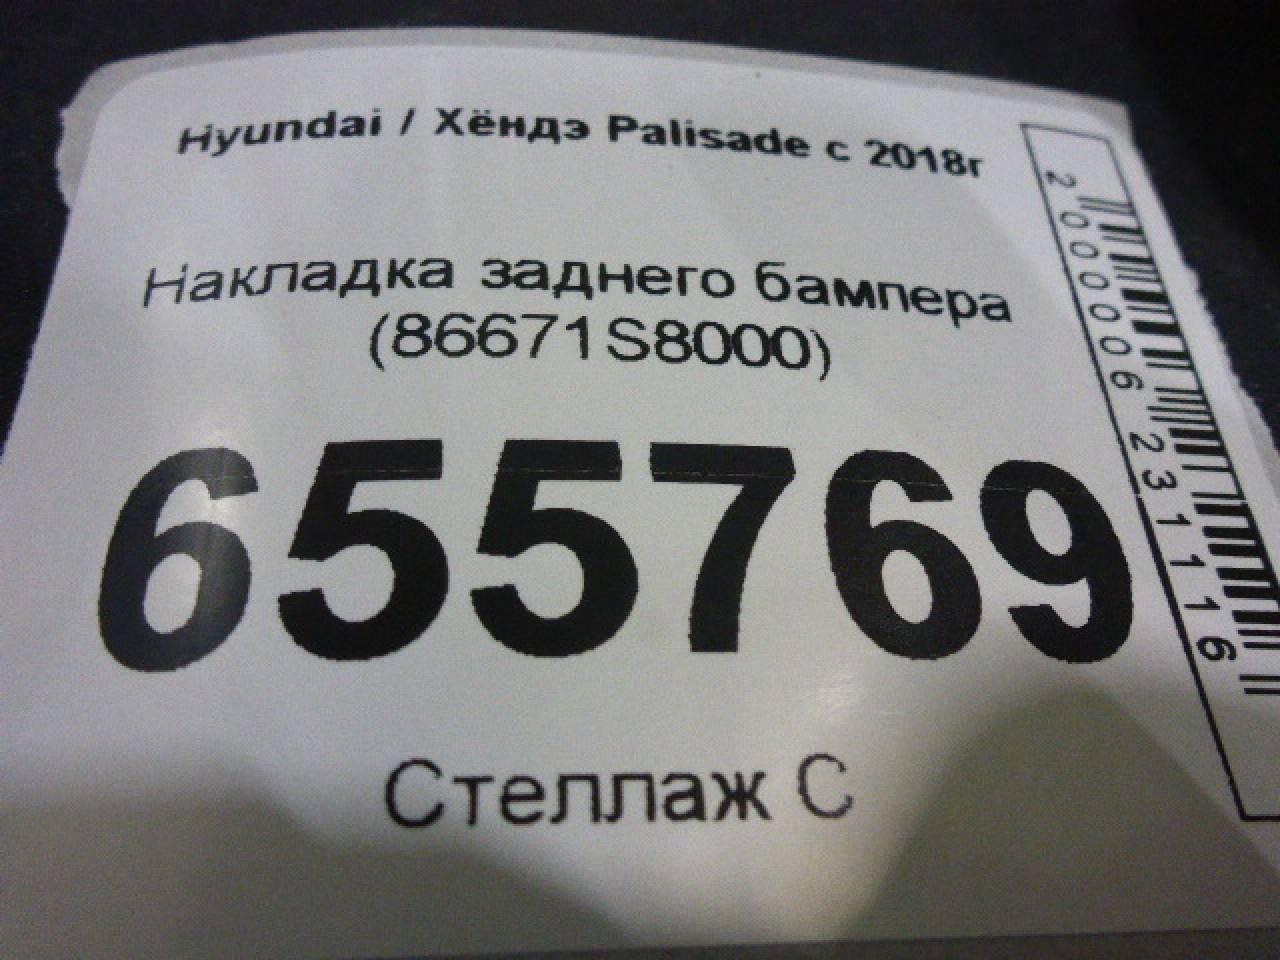 Hyundai / Хёндэ Palisade с 2018г
Накладка заднего бампера
(86671S8000)
655769
Стеллаж С
2000006231116